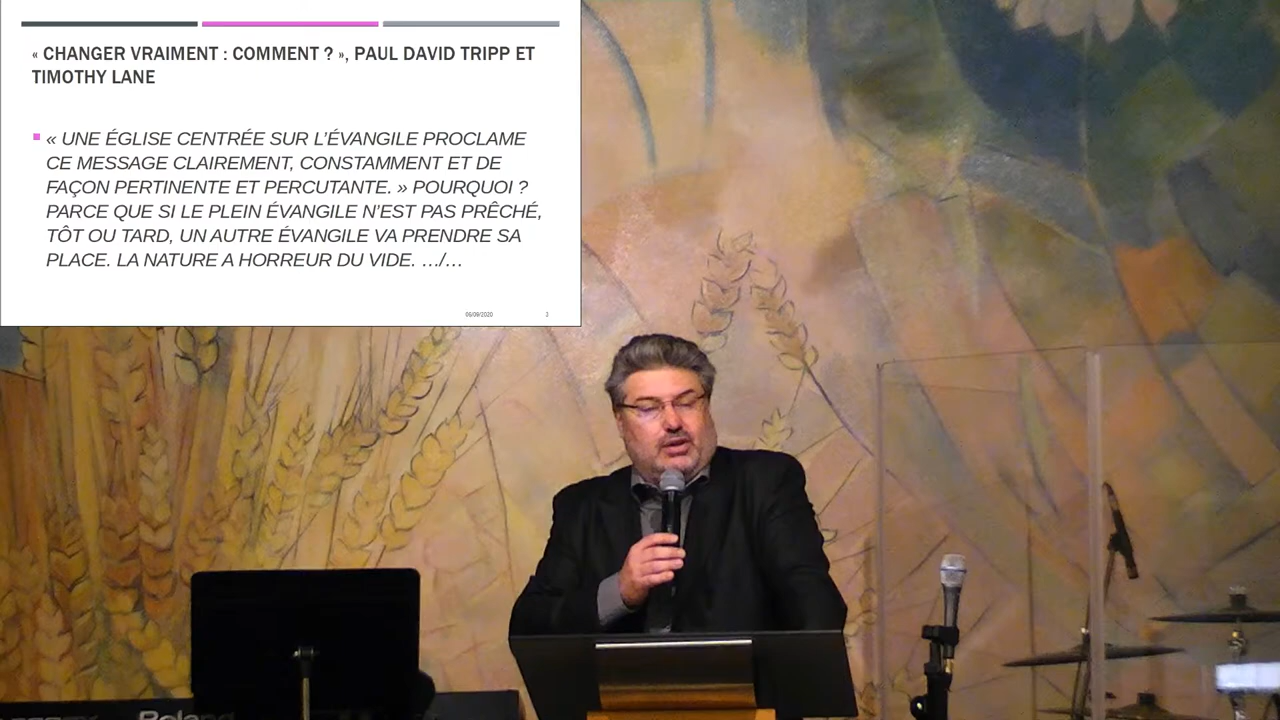 « CHANGER VRAIMENT : COMMENT ? », PAUL DAVID TRIPP ET
TIMOTHY LANE
« UNE ÉGLISE CENTRÉE SUR L'ÉVANGILE PROCLAME
CE MESSAGE CLAIREMENT, CONSTAMMENT ET DE
FAÇON PERTINENTE ET PERCUTANTE. » POURQUOI ?
PARCE QUE SI LE PLEIN ÉVANGILE N'EST PAS PRÊCHÉ,
TÔT OU TARD, UN AUTRE ÉVANGILE VA PRENDRE SA
PLACE. LA NATURE A HORREUR DU VIDE. …/…
06/09/2020 3
Roland